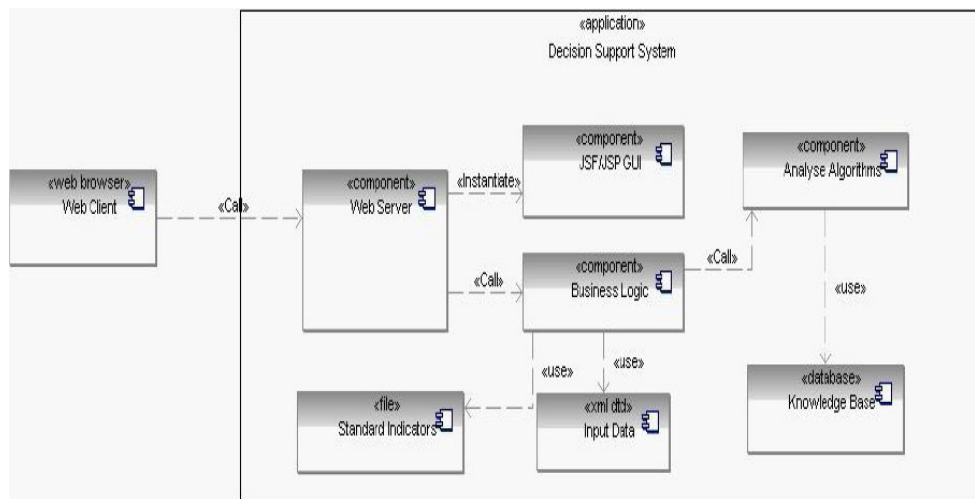 «application»
Decision Support System
«component»
JSF/JSP GUI
«component»
Analyse Algorithms
«web browser»
Web Client
«Call»
«component»
Web Server
«Instantiate»
«Call»
«component»
Business Logic
«Call»
«use»
«use»
«use»
«file»
Standard Indicators
«xml dtd»
Input Data
«database»
Knowledge Base